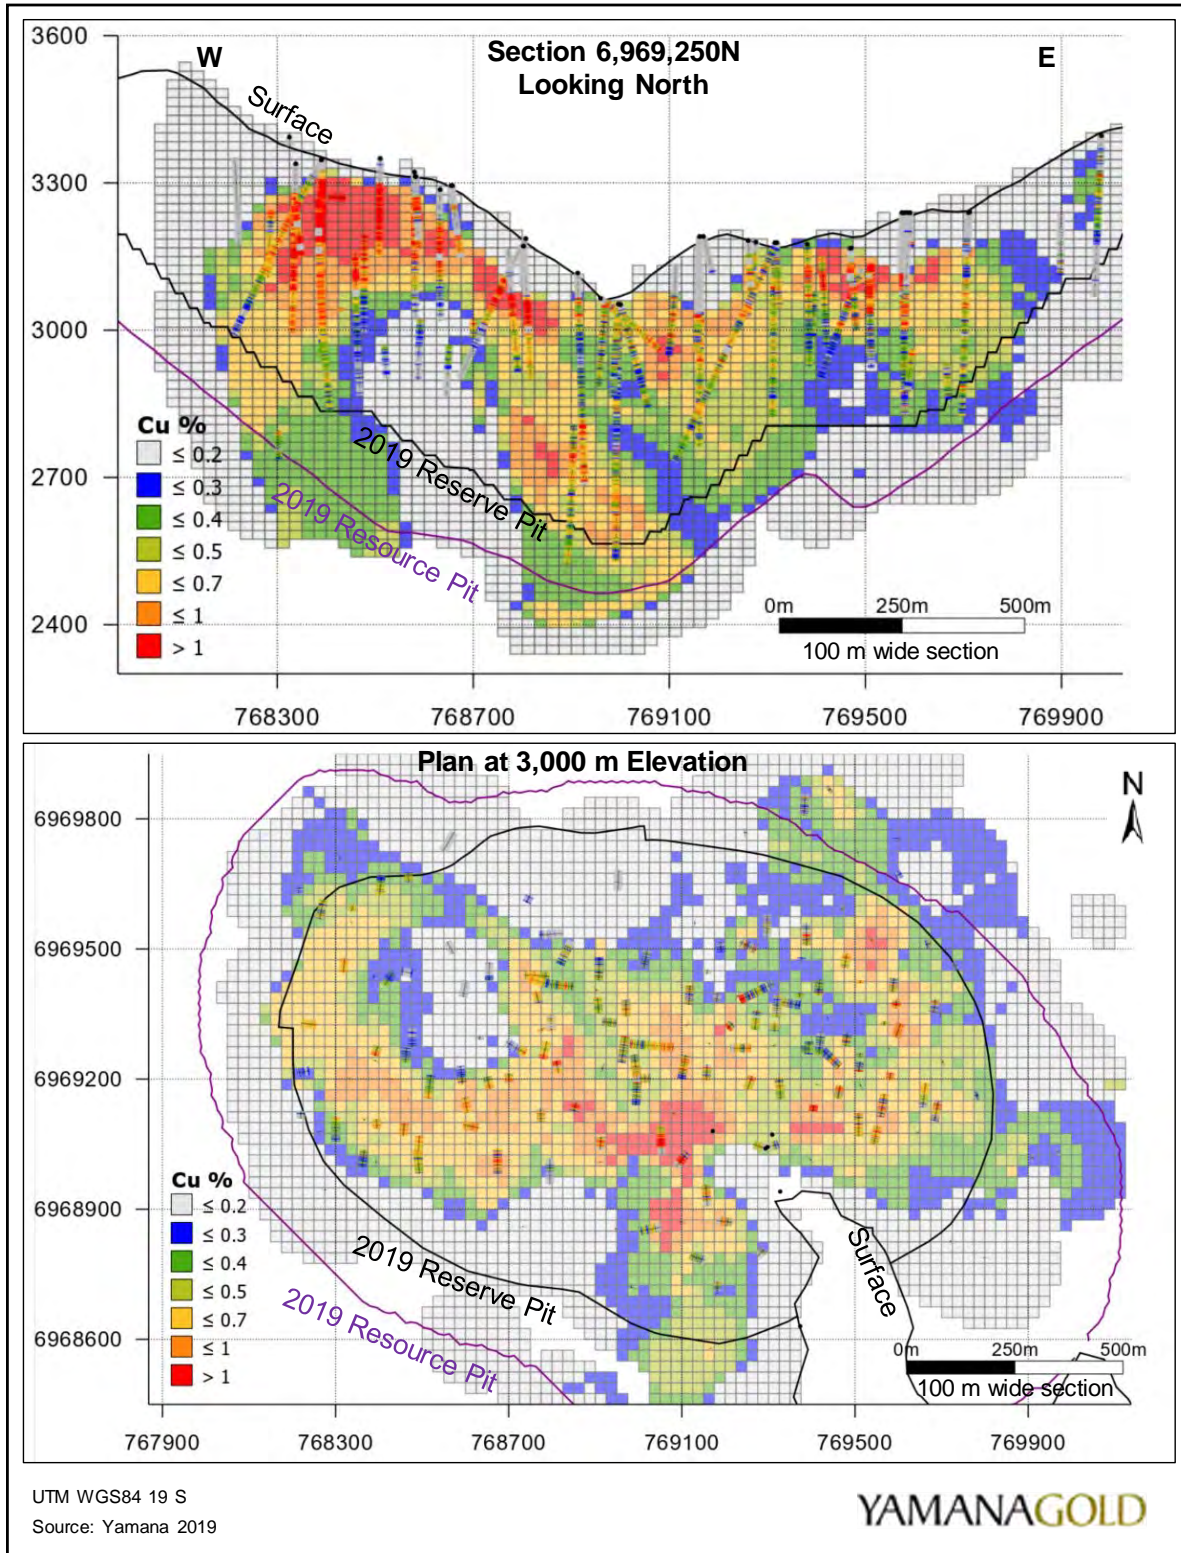 Section 6,969,250N
Looking North
W
E
Surface
3600
3300
3000
2700
2400
Cu %
≤ 0.2
≤ 0.3
≤ 0.4
≤ 0.5
≤ 0.7
≤ 1
> 1
2019 Reserve Pit
2019 Resource Pit
0m 250m 500m
100 m wide section
768300 768700 769100 769500 769900
Plan at 3,000 m Elevation
N
6969800
6969500
6969200
6968900
6968600
Cu %
≤ 0.2
≤ 0.3
≤ 0.4
≤ 0.5
≤ 0.7
≤ 1
> 1
2019 Reserve Pit
2019 Resource Pit
Surface
0m 250m 500m
100 m wide section
767900 768300 768700 769100 769500 769900
UTM WGS84 19 S
Source: Yamana 2019
YAMANAGOLD